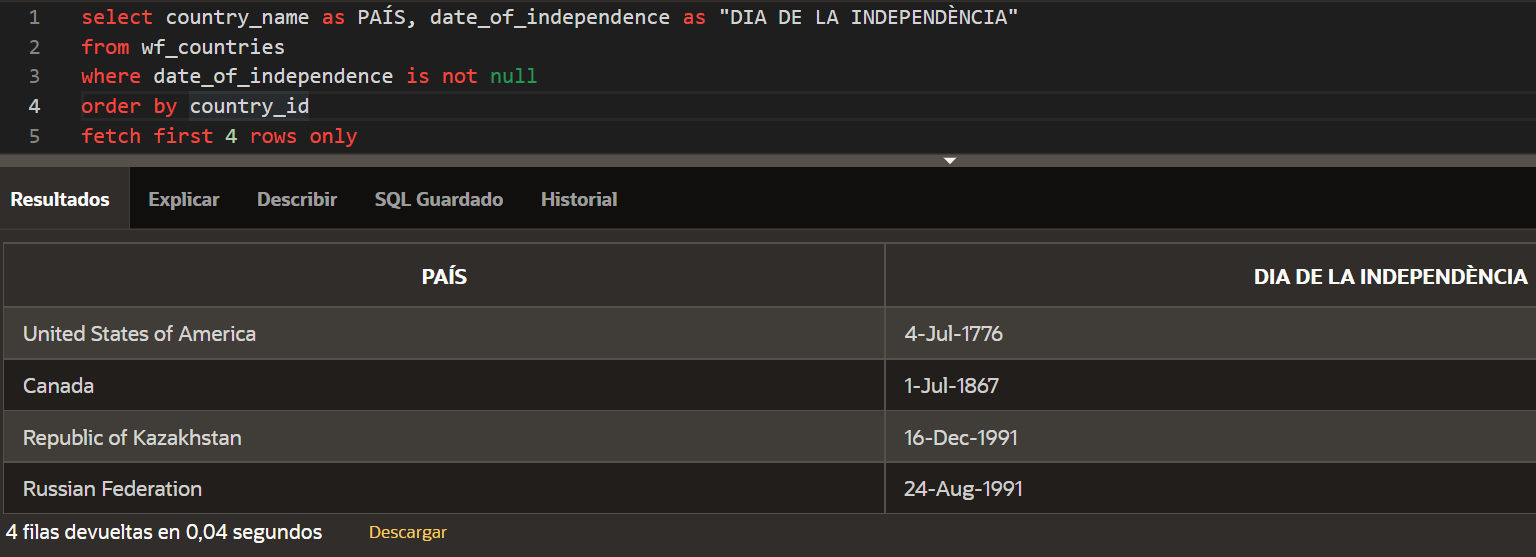 1 select country_name as PAÍS, date_of_independence as "DIA DE LA INDEPENDÈNCIA"
2 from wf_countries
3 where date_of_independence is not null
4 order by country_id
5 fetch first 4 rows only
Resultados Explicar Describir SQL Guardado Historial
PAÍS DIA DE LA INDEPENDÈNCIA
United States of America 4-Jul-1776
Canada 1-Jul-1867
Republic of Kazakhstan 16-Dec-1991
Russian Federation 24-Aug-1991
4 filas devueltas en 0,04 segundos Descargar